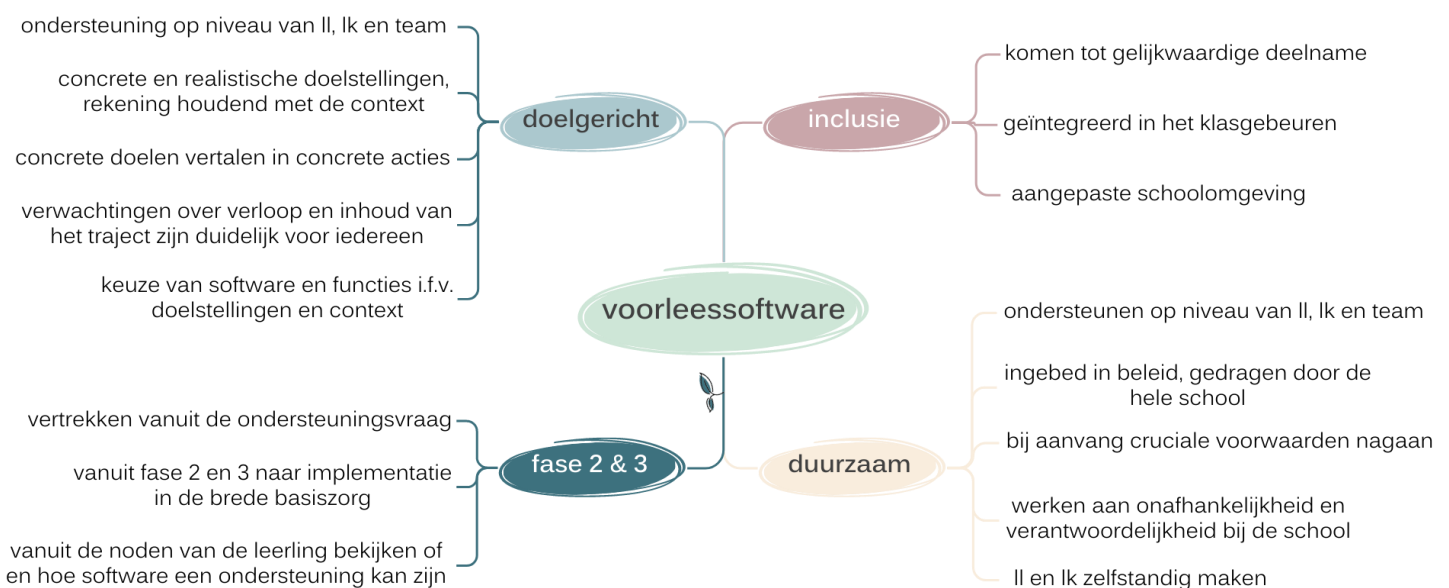 ondersteuning op niveau van ll, lk en team
concrete en realistische doelstellingen,
rekening houdend met de context
concrete doelen vertalen in concrete acties
verwachtingen over verloop en inhoud van
het traject zijn duidelijk voor iedereen
keuze van software en functies i.f.v.
doelstellingen en context
doelgericht
inclusie
komen tot gelijkwaardige deelname
geïntegreerd in het klasgebeuren
aangepaste schoolomgeving
voorleessoftware
vertrekken vanuit de ondersteuningsvraag
vanuit fase 2 en 3 naar implementatie
in de brede basiszorg
vanuit de noden van de leerling bekijken of
en hoe software een ondersteuning kan zijn
fase 2 & 3
duurzaam
ondersteunen op niveau van ll, lk en team
ingebed in beleid, gedragen door de
hele school
bij aanvang cruciale voorwaarden nagaan
werken aan onafhankelijkheid en
verantwoordelijkheid bij de school
ll en lk zelfstandig maken